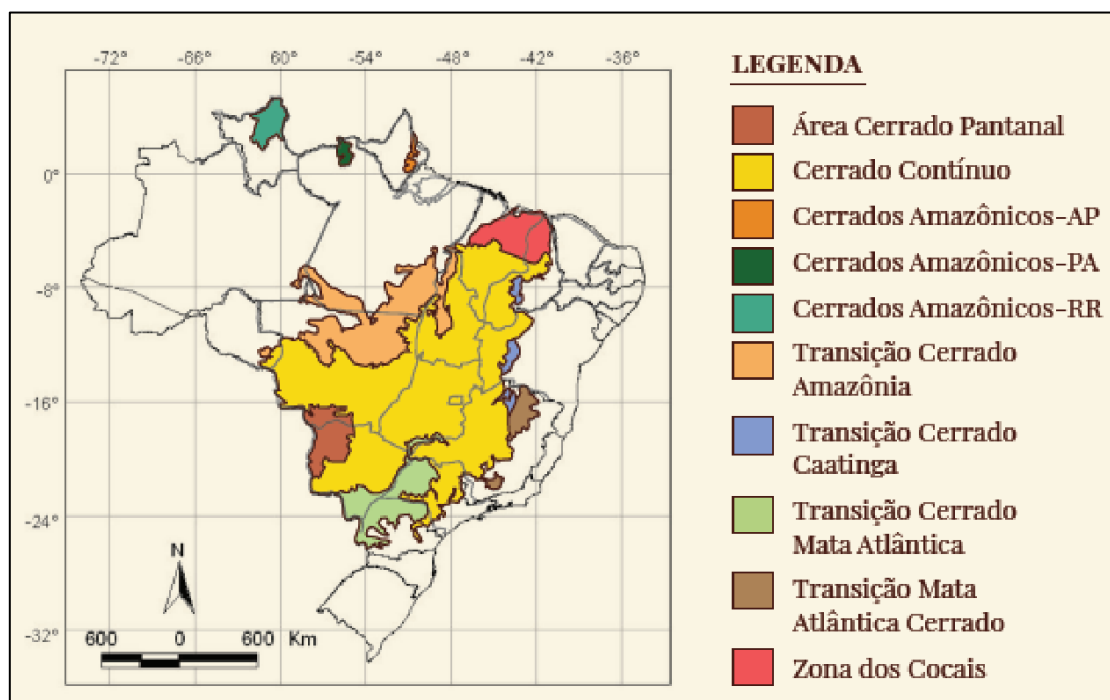 -72° -66° 60° -54° -48° -42° -36°
LEGENDA
Área Cerrado Pantanal
Cerrado Contínuo
Cerrados Amazônicos-AP
Cerrados Amazônicos-PA
Cerrados Amazônicos-RR
Transição Cerrado
Amazônia
Transição Cerrado
Caatinga
Transição Cerrado
Mata Atlântica
Transição Mata
Atlântica Cerrado
Zona dos Cocais
0°
-8°
-16°
-24°
-32°
N
600 0 600 Km